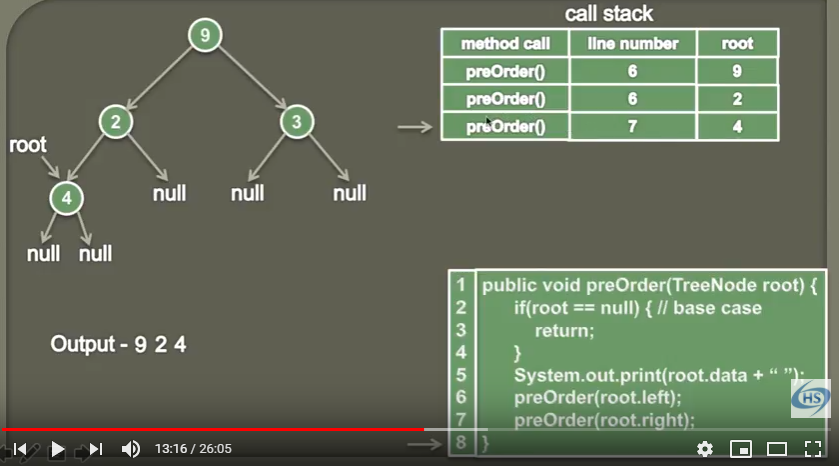 call stack
method call line number root
preOrder() 6 9
preOrder() 6 2
preOrder() 7 4
9
2 3
root
4 null null null
null null
Output - 9 2 4
1 public void preOrder(TreeNode root) {
2 if(root == null) { // base case
3 return;
4 }
5 System.out.print(root.data + “ ”);
6 preOrder(root.left);
7 preOrder(root.right);
8 }
HS
13:16 / 26:05